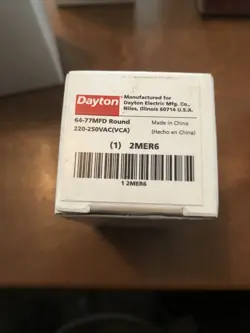 Dayton
Manufactured for
Dayton Electric Mfg. Co.,
Niles, Illinois 60714 U.S.A.
64-77MFD Round
220-250VAC(VCA)
Made in China
(Hecho en China)
(1) 2MER6
1 2MER6